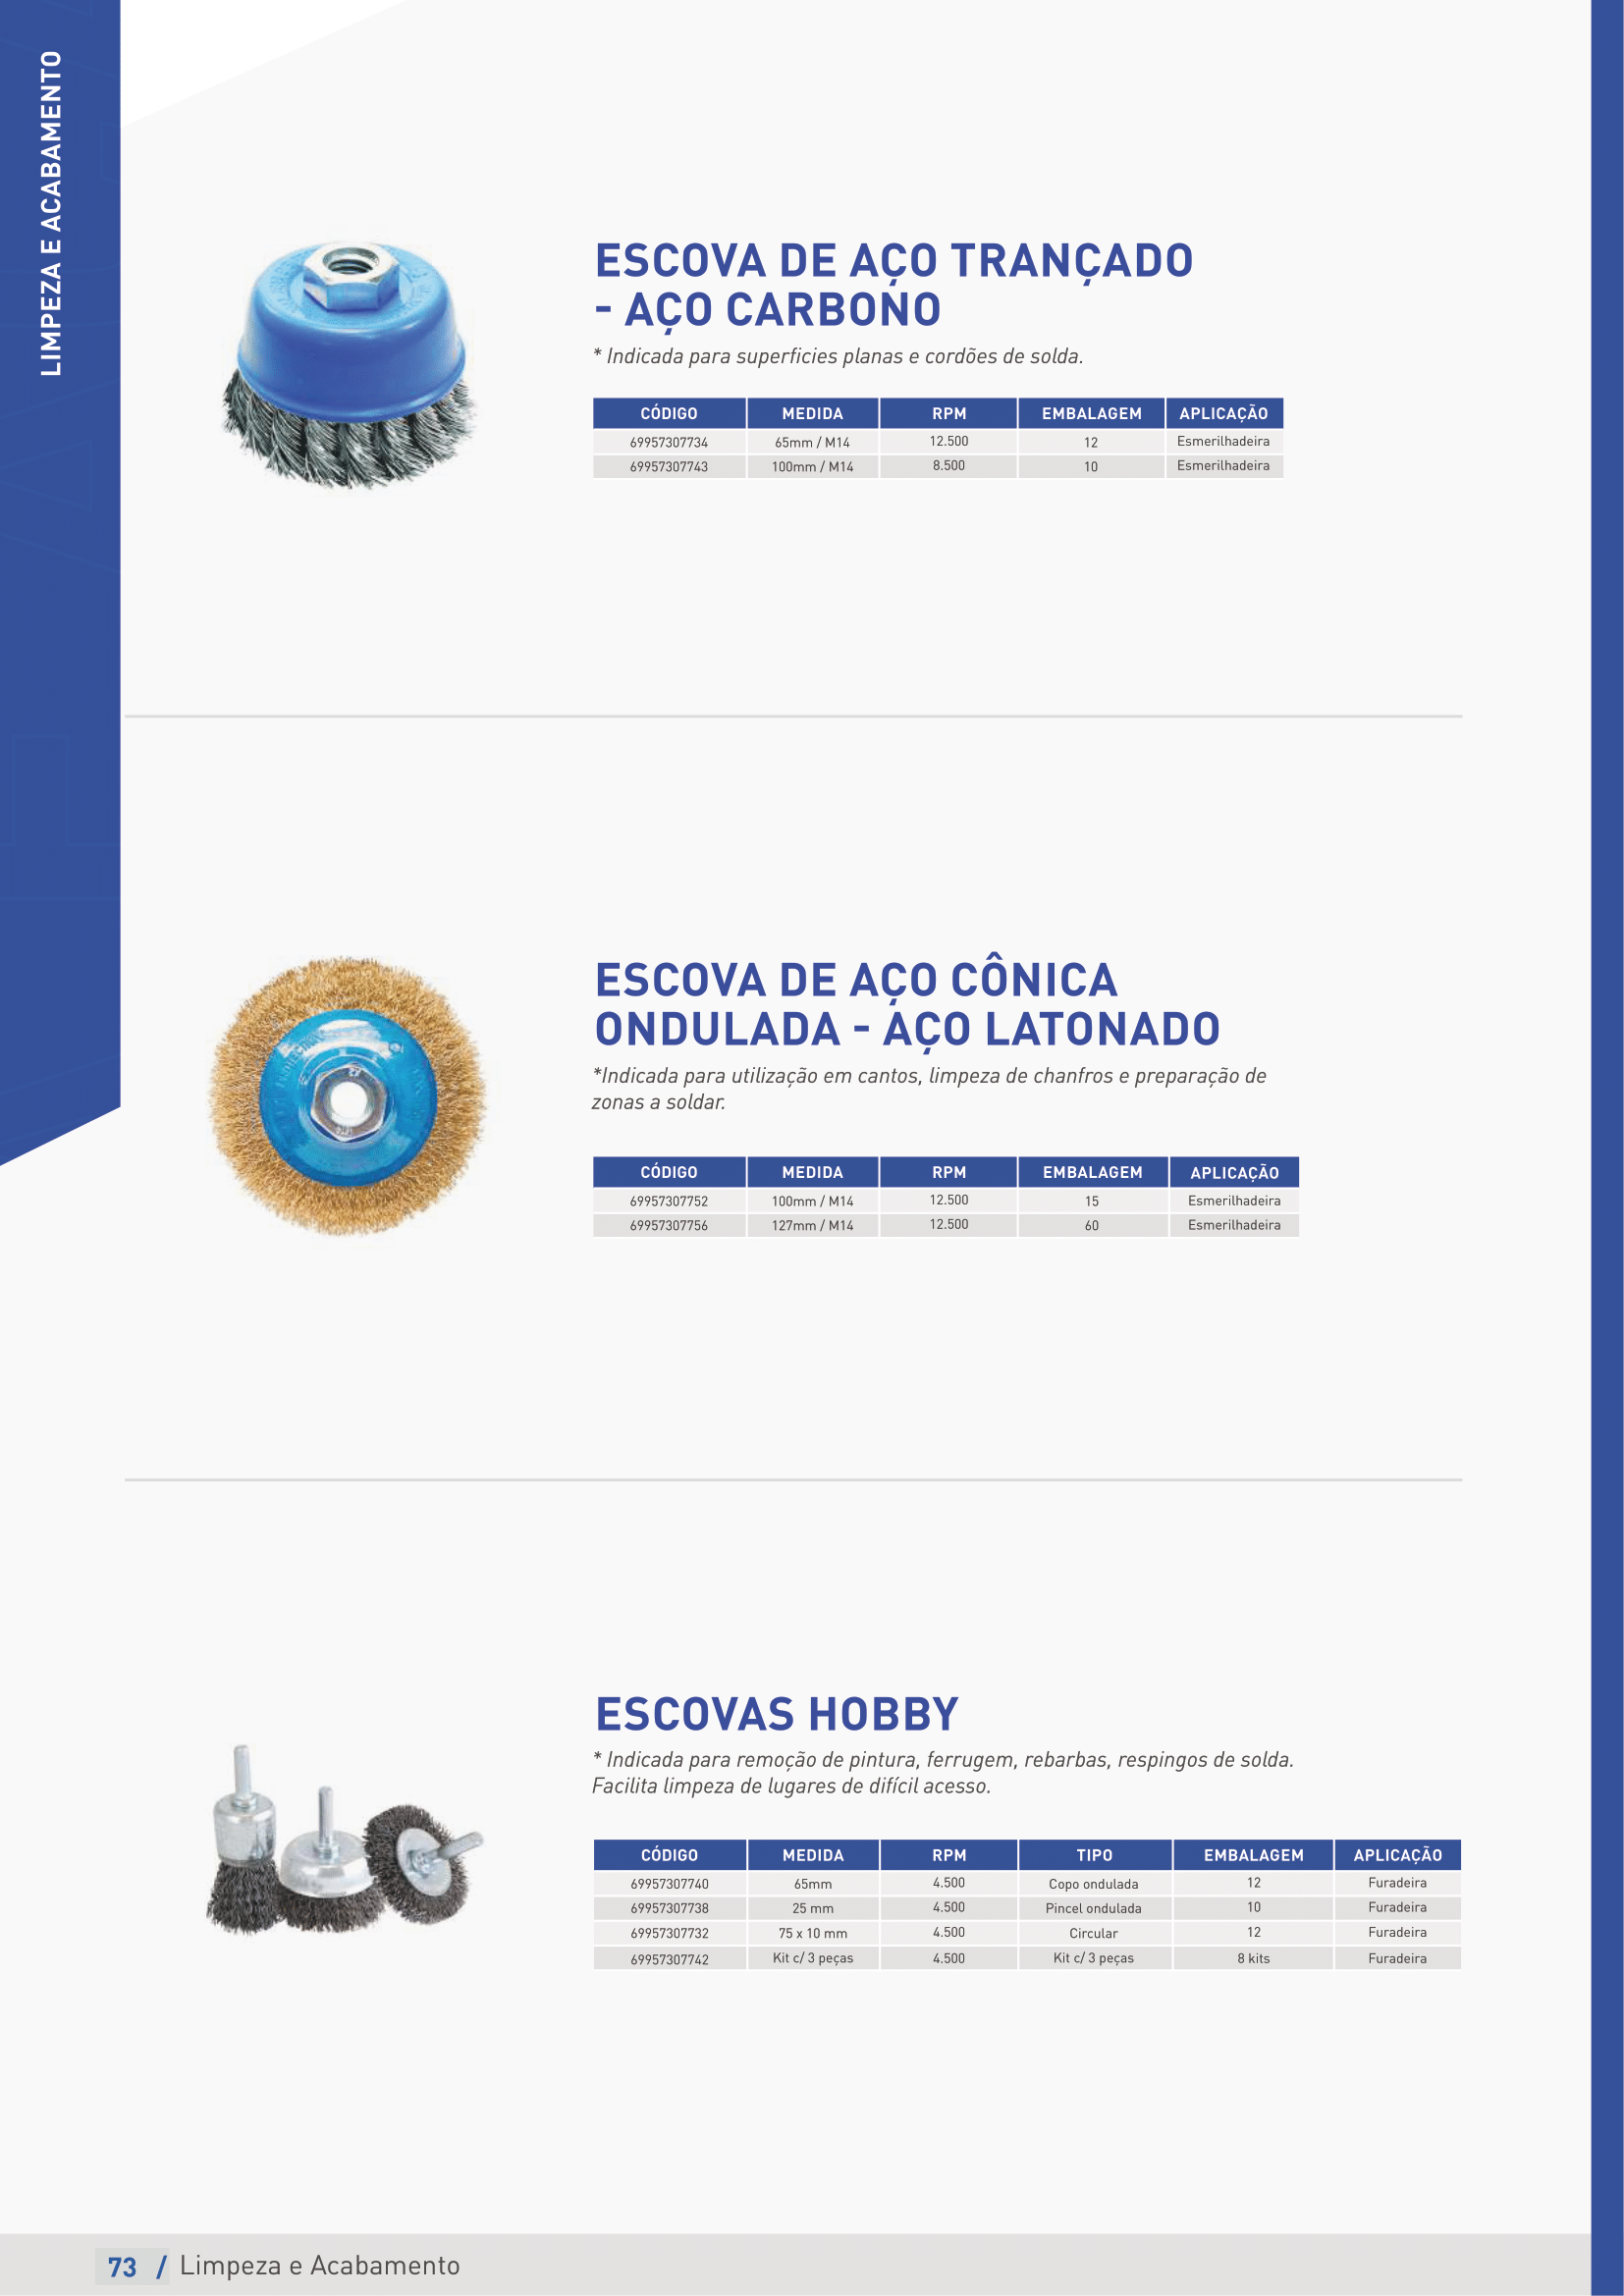 LIMPEZA E ACABAMENTO
ESCOVA DE AÇO TRANÇADO
- AÇO CARBONO
* Indicada para superficies planas e cordões de solda.
CÓDIGO MEDIDA RPM EMBALAGEM APLICAÇÃO
69957307734 65mm / M14 12.500 12 Esmerilhadeira
69957307743 100mm / M14 8.500 10 Esmerilhadeira
ESCOVA DE AÇO CÔNICA
ONDULADA - AÇO LATONADO
*Indicada para utilização em cantos, limpeza de chanfros e preparação de
zonas a soldar.
CÓDIGO MEDIDA RPM EMBALAGEM APLICAÇÃO
69957307752 100mm / M14 12.500 15 Esmerilhadeira
69957307756 127mm / M14 12.500 60 Esmerilhadeira
ESCOVAS HOBBY
* Indicada para remoção de pintura, ferrugem, rebarbas, respingos de solda.
Facilita limpeza de lugares de difícil acesso.
CÓDIGO MEDIDA RPM TIPO EMBALAGEM APLICAÇÃO
69957307740 65mm 4.500 Copo ondulada 12 Furadeira
69957307738 25 mm 4.500 Pincel ondulada 10 Furadeira
69957307732 75 x 10 mm 4.500 Circular 12 Furadeira
69957307742 Kit c/ 3 peças 4.500 Kit c/ 3 peças 8 kits Furadeira
73 / Limpeza e Acabamento